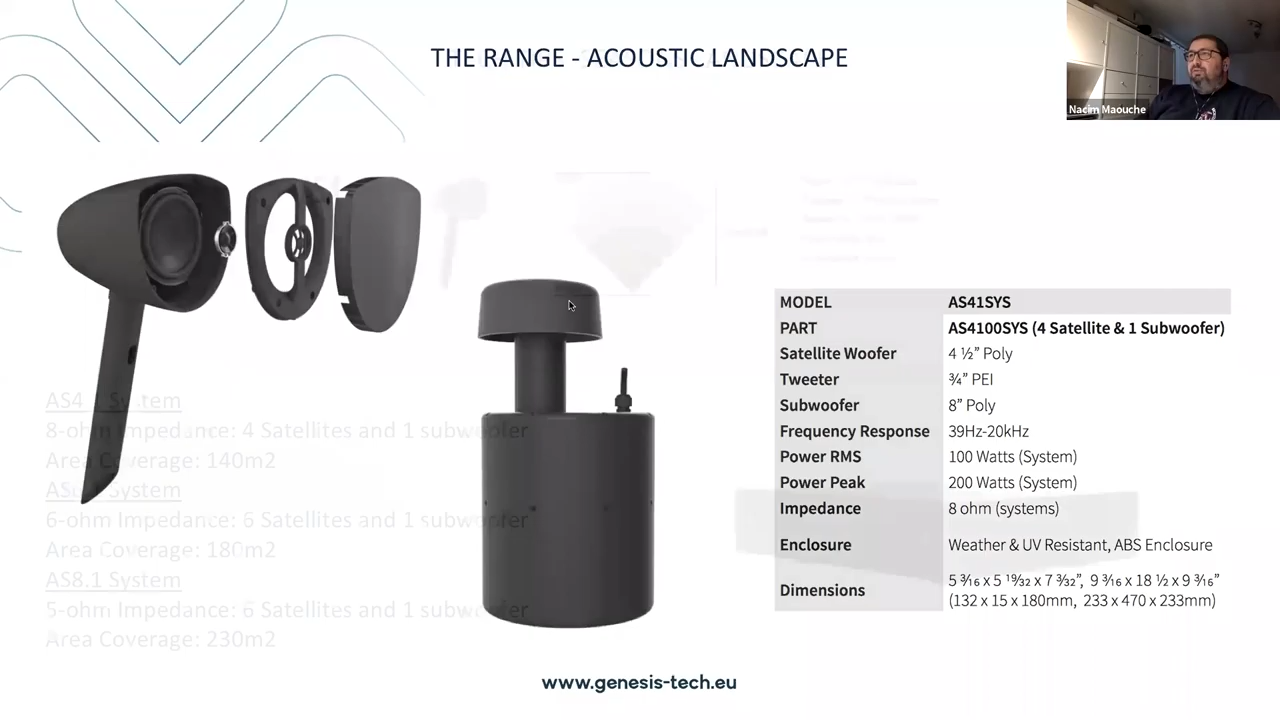 THE RANGE - ACOUSTIC LANDSCAPE
Nacim Maouche
MODEL AS41SYS
PART AS4100SYS (4 Satellite & 1 Subwoofer)
Satellite Woofer 4 ½” Poly
Tweeter ¾” PEI
Subwoofer 8” Poly
Frequency Response 39Hz-20kHz
Power RMS 100 Watts (System)
Power Peak 200 Watts (System)
Impedance 8 ohm (systems)
Enclosure Weather & UV Resistant, ABS Enclosure
Dimensions 5 3⁄16 x 5 19⁄32 x 7 3⁄32”, 9 3⁄16 x 18 ½ x 9 3⁄16”
(132 x 15 x 180mm, 233 x 470 x 233mm)
System
8-ohm Impedance: 4 Satellites and 1 subwoofer
Area Coverage: 140m2
System
6-ohm Impedance: 6 Satellites and 1 subwoofer
Area Coverage: 180m2
AS8.1 System
5-ohm Impedance: 6 Satellites and 1 subwoofer
Area Coverage: 230m2
www.genesis-tech.eu